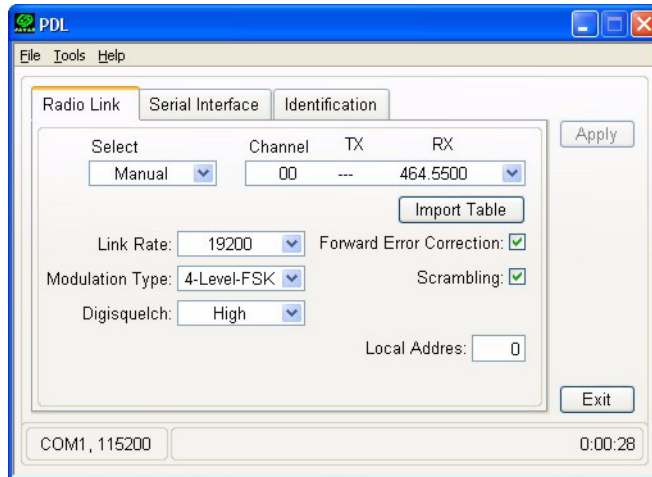 PDL
File Tools Help
Radio Link Serial Interface Identification
Apply
Select Channel TX RX
Manual 00 --- 464.5500
Import Table
Link Rate: 19200 Forward Error Correction:
Modulation Type: 4-Level-FSK Scrambling:
Digisquelch: High
Local Addres: 0
Exit
COM1, 115200 0:00:28